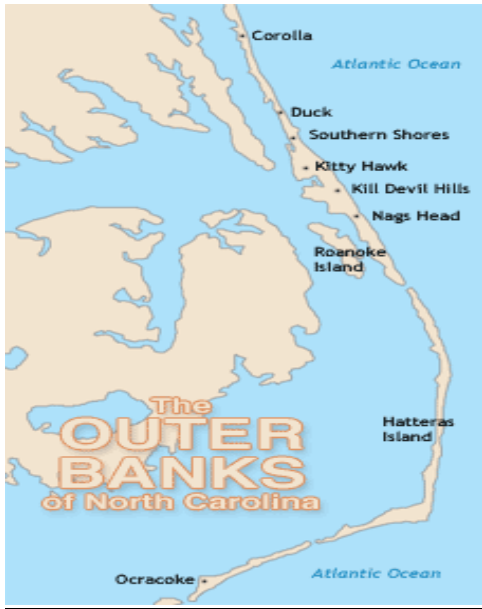 Corolla
Atlantic Ocean
Duck
Southern Shores
Kitty Hawk
Kill Devil Hills
Nags Head
Roanoke
Island
The
OUTER
BANKS
of North Carolina
Hatteras
Island
Ocracoke
Atlantic Ocean